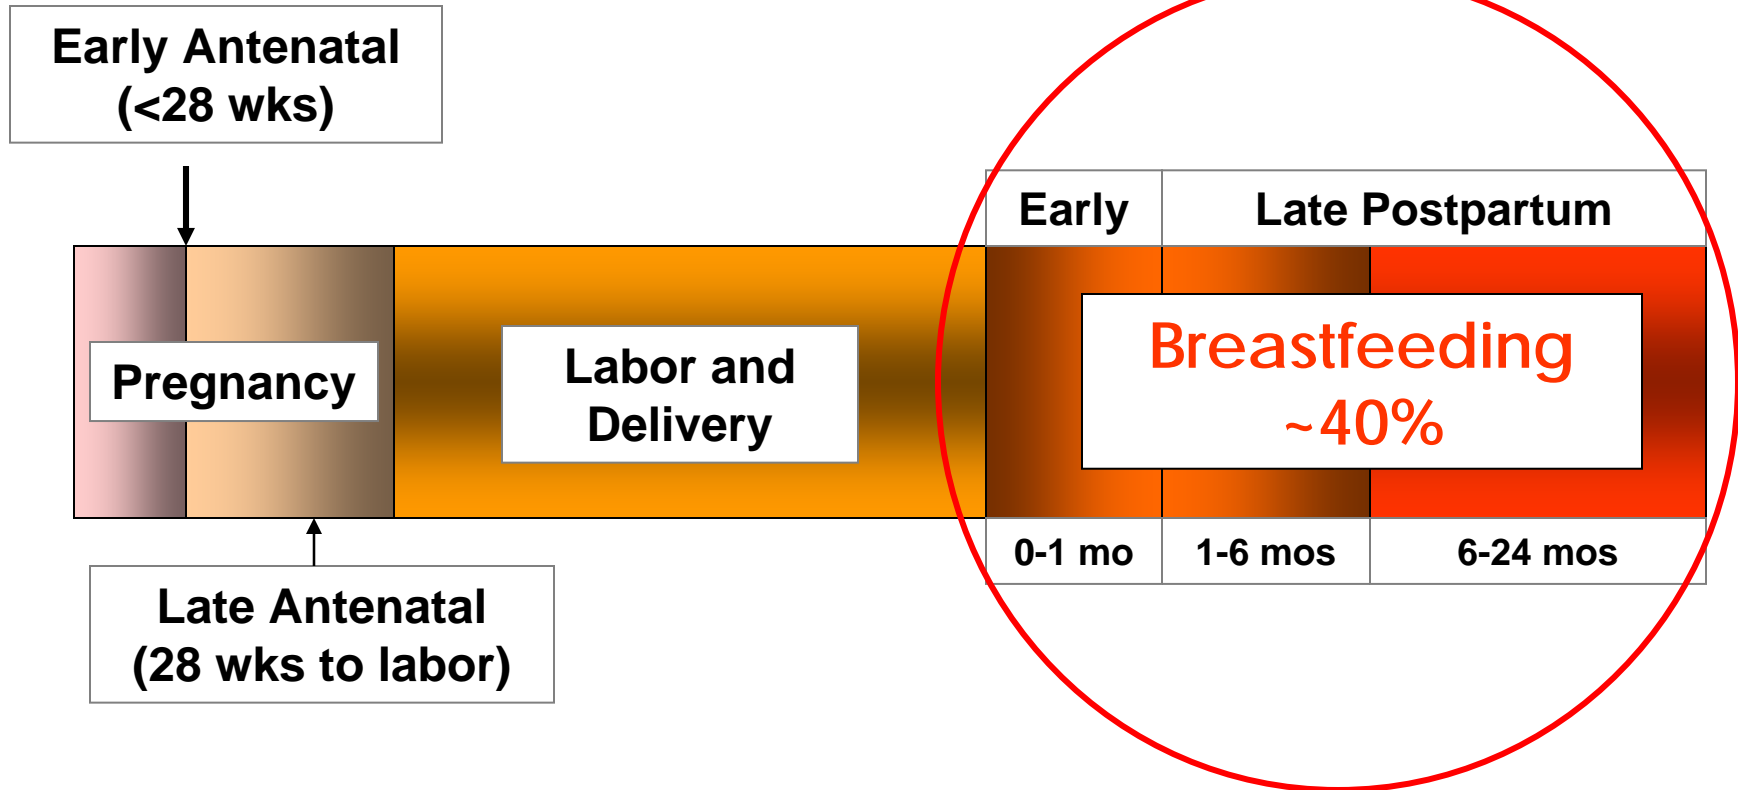 Early Antenatal
(<28 wks)
Early
Late Postpartum
Pregnancy
Labor and
Delivery
Breastfeeding
~40%
0-1 mo
1-6 mos
6-24 mos
Late Antenatal
(28 wks to labor)